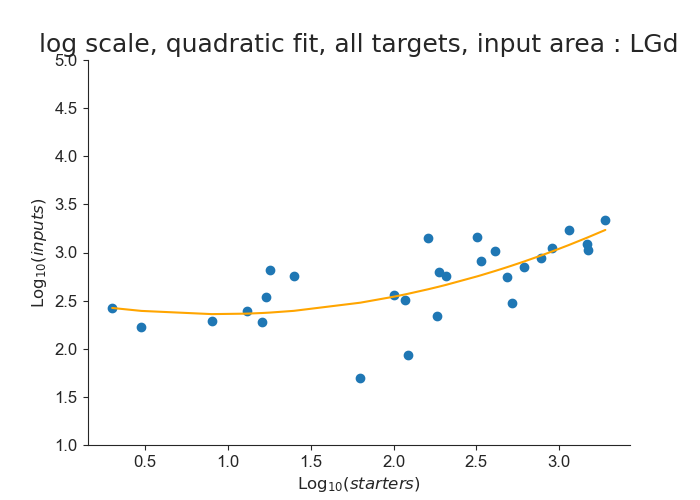 log scale, quadratic fit, all targets, input area : LGd
5.0
4.5
4.0
3.5
3.0
2.5
2.0
1.5
1.0
Log₁₀(inputs)
0.5 1.0 1.5 2.0 2.5 3.0
Log₁₀(starters)